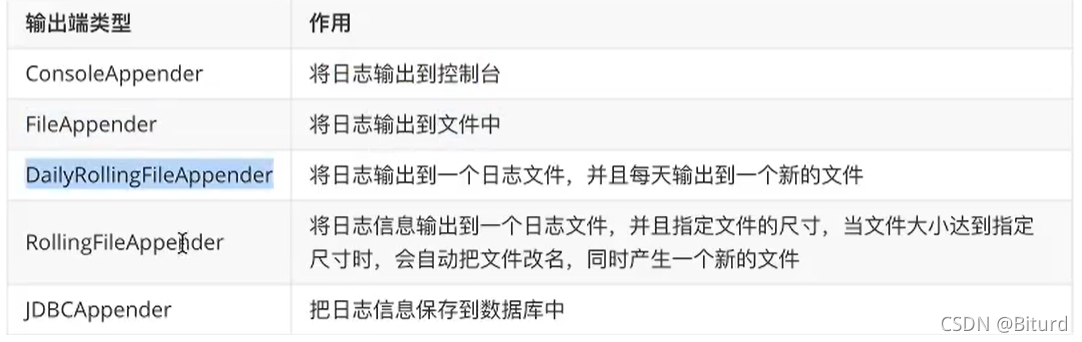 输出端类型 作用
ConsoleAppender 将日志输出到控制台
FileAppender 将日志输出到文件中
DailyRollingFileAppender 将日志输出到一个日志文件，并且每天输出到一个新的文件
RollingFileAppender 将日志信息输出到一个日志文件，并且指定文件的尺寸，当文件大小达到指定
尺寸时，会自动把文件改名，同时产生一个新的文件
JDBCAppender 把日志信息保存到数据库中
CSDN @Biturd